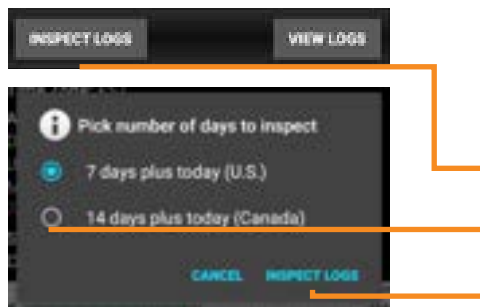 INSPECT LOGS
VIEW LOGS
Pick number of days to inspect
7 days plus today (U.S.)
14 days plus today (Canada)
CANCEL INSPECT LOGS